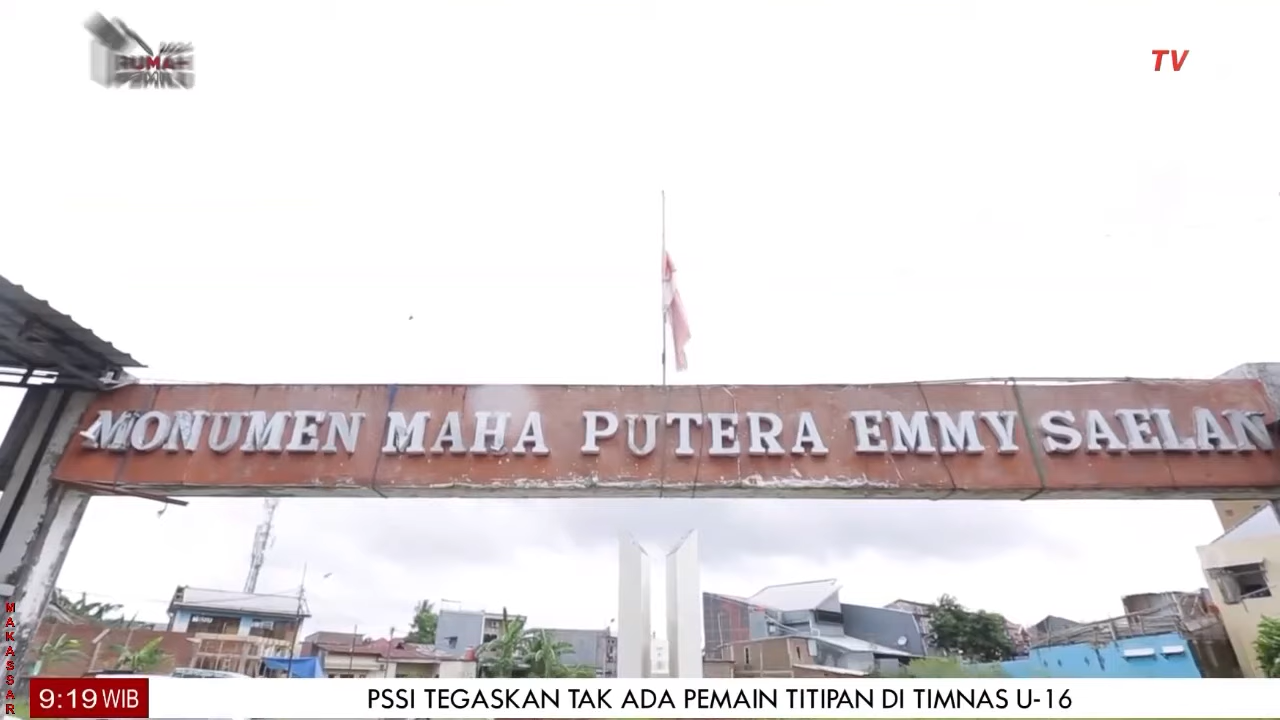 RUMAH
TV
MONUMEN MAHA PUTERA EMMY SAELAN
MAKASSAR
9:19 WIB
PSSI TEGASKAN TAK ADA PEMAIN TITIPAN DI TIMNAS U-16